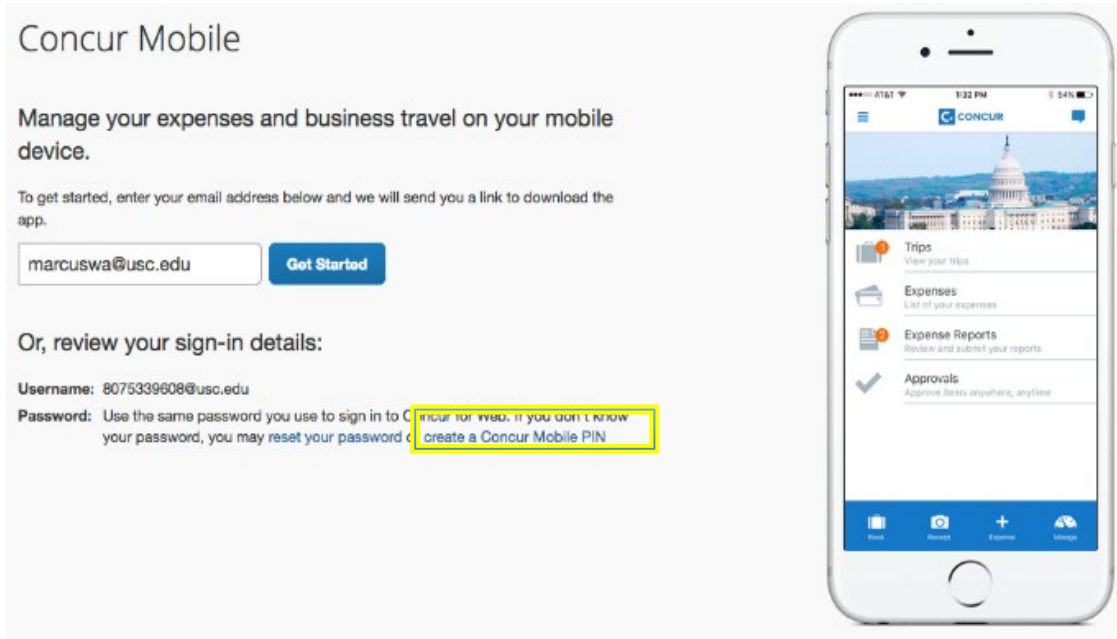 Concur Mobile
Manage your expenses and business travel on your mobile
device.
To get started, enter your email address below and we will send you a link to download the
app.
marcuswa@usc.edu
Get Started
Or, review your sign-in details:
Username: 8075339608@usc.edu
Password: Use the same password you use to sign in to Concur for Web. If you don't know
your password, you may reset your password create a Concur Mobile PIN
AT&T 1:32 PM 54%
CONCUR
1 Trips
View your trips
Expenses
List of your expenses
2 Expense Reports
Review and submit your reports
Approvals
Approve items anywhere, anytime
Book Receipt Expense Mileage